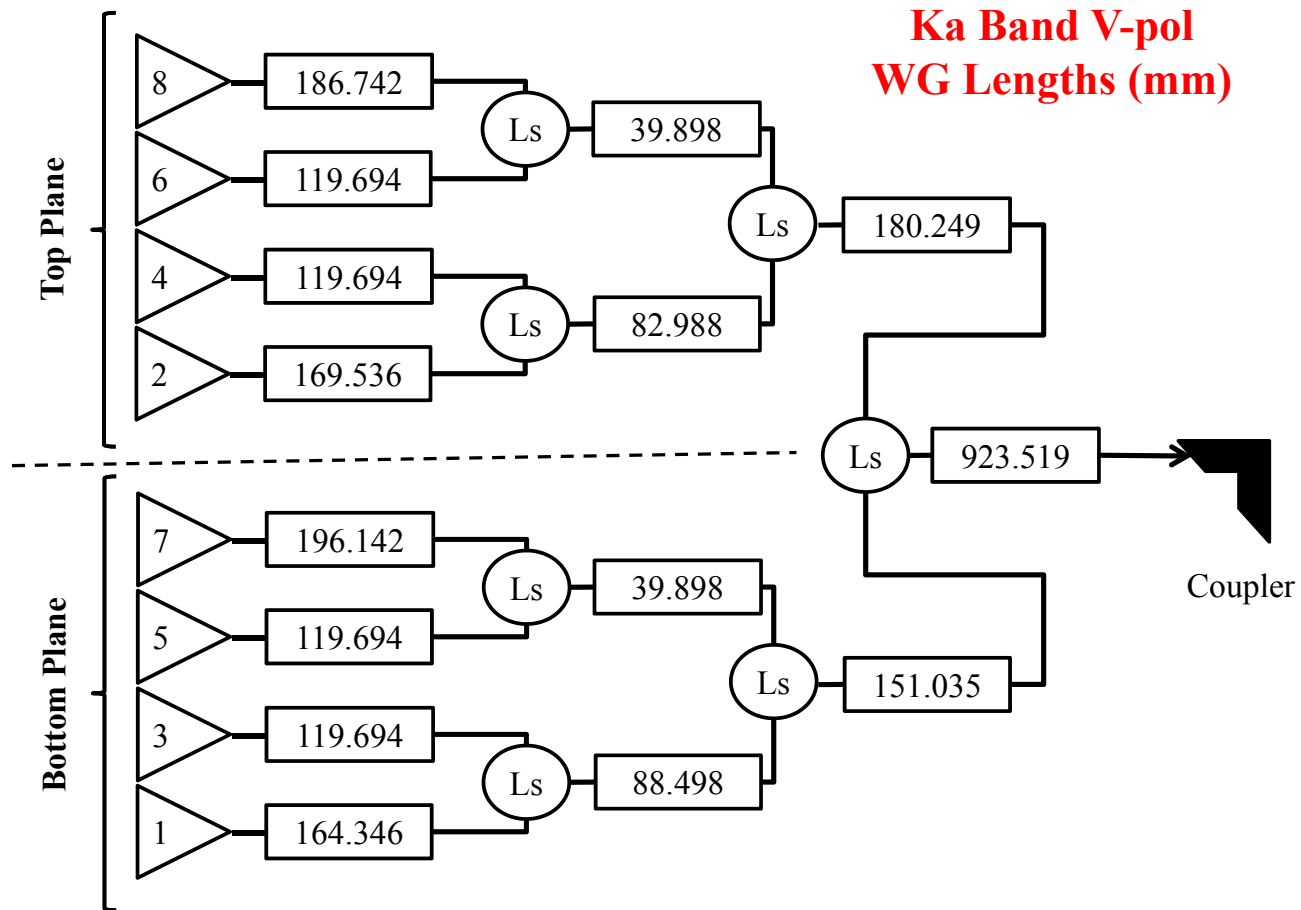 Ka Band V-pol
WG Lengths (mm)
Top Plane
8
186.742
Ls
39.898
6
119.694
Ls
180.249
4
119.694
Ls
82.988
2
169.536
Ls
923.519
Coupler
Bottom Plane
7
196.142
Ls
39.898
5
119.694
Ls
151.035
3
119.694
Ls
88.498
1
164.346